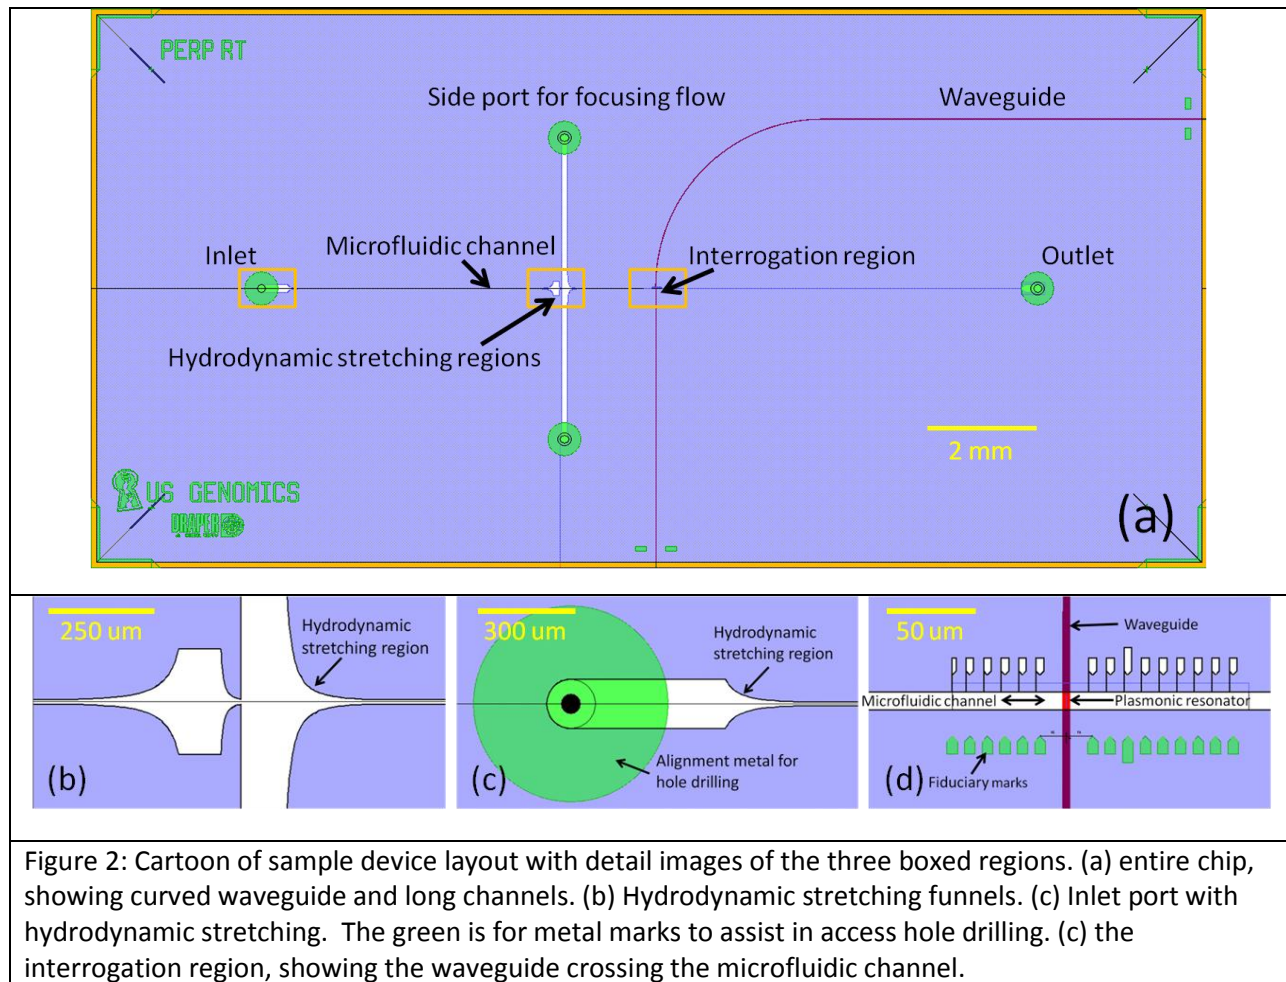 PERP RT
Side port for focusing flow
Waveguide
Inlet
Microfluidic channel
Interrogation region
Outlet
Hydrodynamic stretching regions
2 mm
US GENOMICS
DRAPER
(a)
250 um
Hydrodynamic
stretching region
(b)
300 um
Hydrodynamic
stretching region
Alignment metal for
hole drilling
(c)
50 um
Waveguide
Microfluidic channel
Plasmonic resonator
Fiduciary marks
(d)
Figure 2: Cartoon of sample device layout with detail images of the three boxed regions. (a) entire chip,
showing curved waveguide and long channels. (b) Hydrodynamic stretching funnels. (c) Inlet port with
hydrodynamic stretching.  The green is for metal marks to assist in access hole drilling. (c) the
interrogation region, showing the waveguide crossing the microfluidic channel.